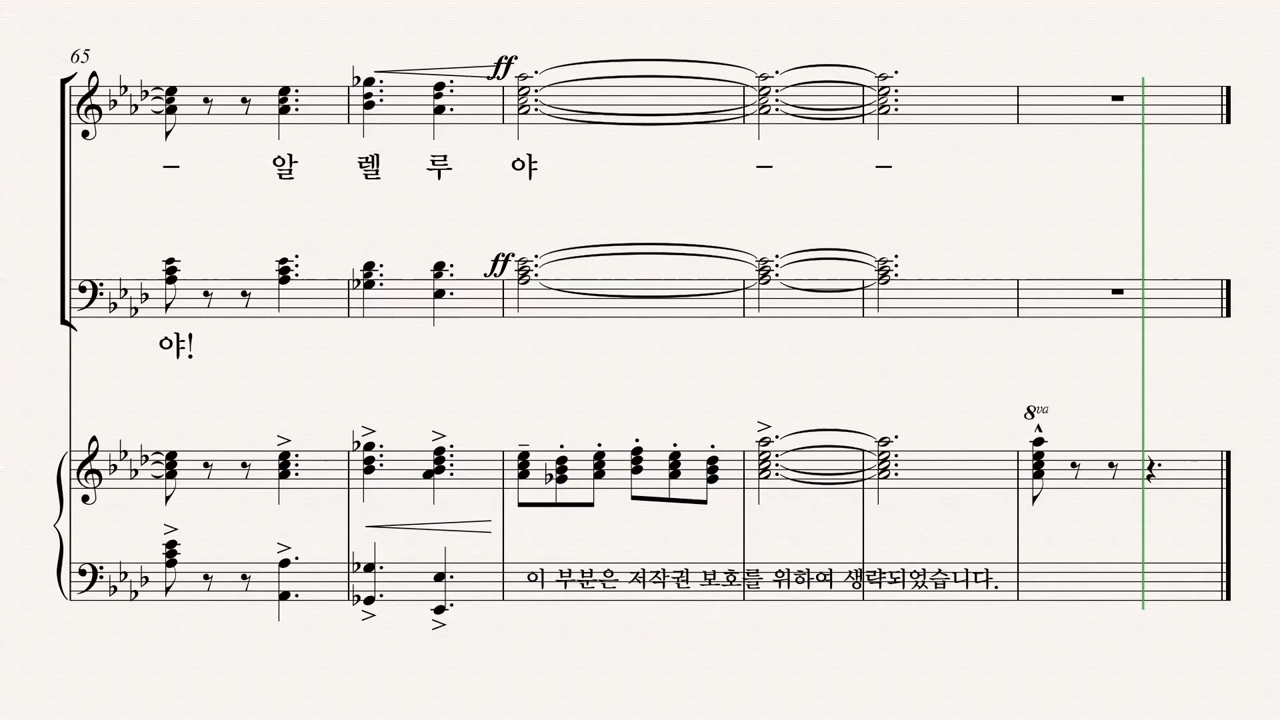 65
ff
– 알 렐 루 야 – –
ff
야!
8va
이 부분은 저작권 보호를 위하여 생략되었습니다.